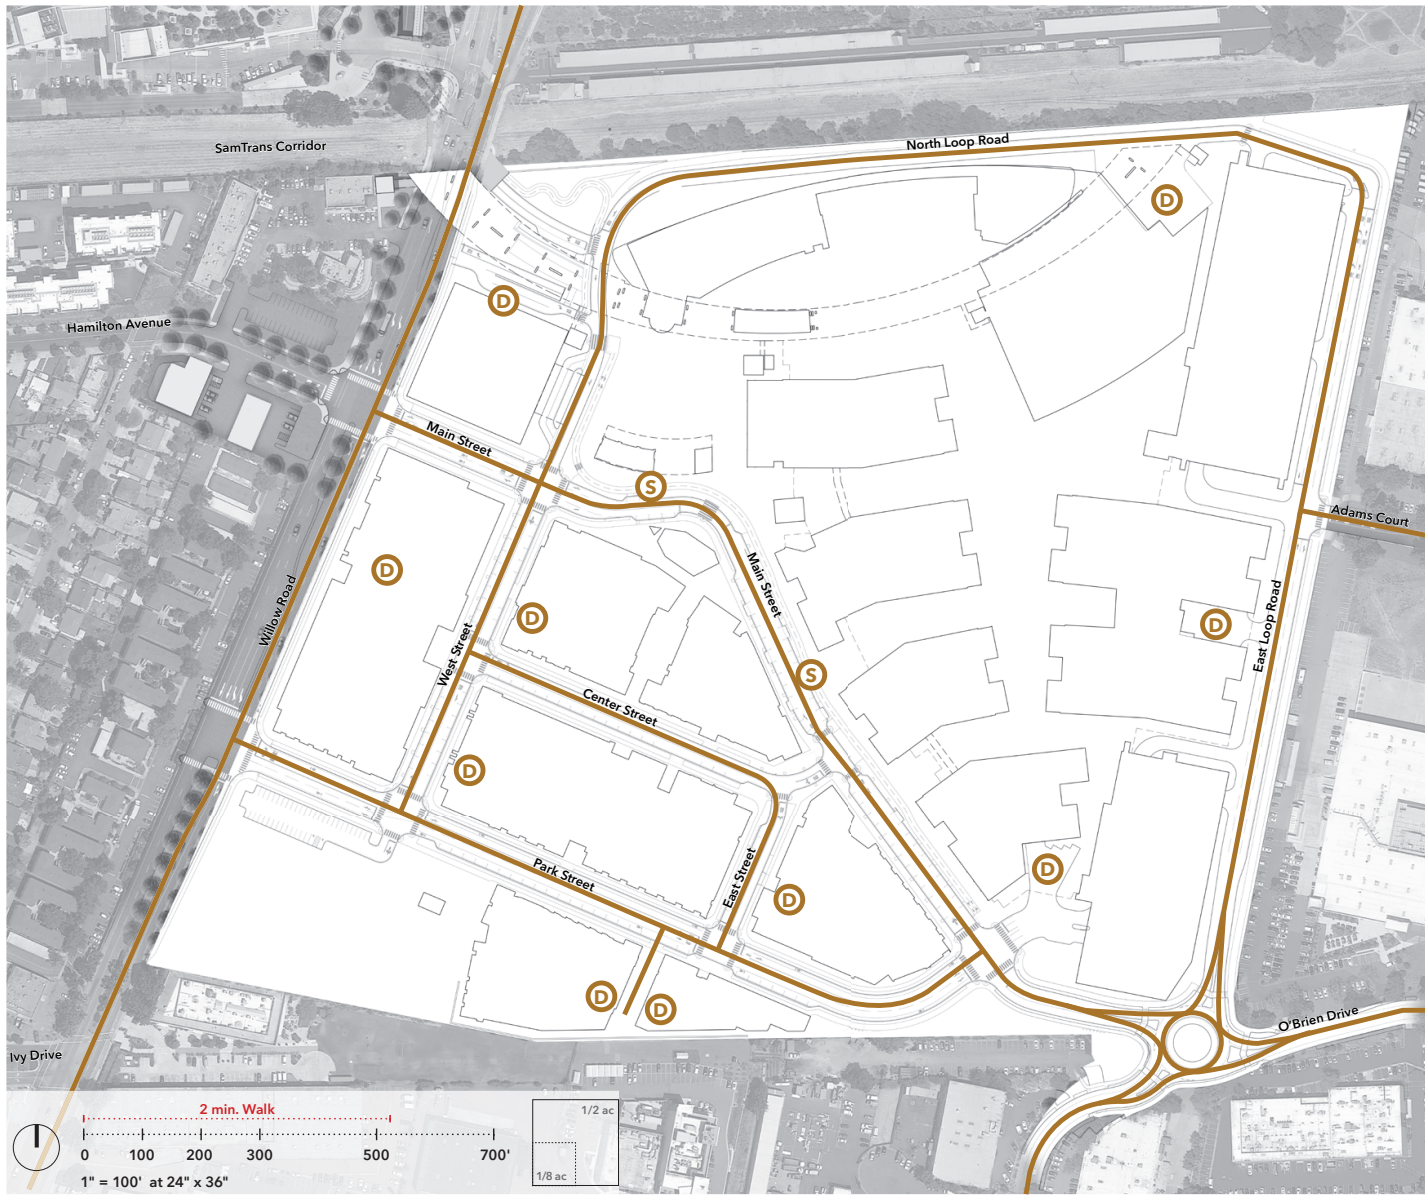 SamTrans Corridor
North Loop Road
D
D
Hamilton Avenue
Main Street
S
Adams Court
D
Main Street
Willow Road
D
D
East Loop Road
West Street
S
Center Street
D
D
Park Street
East Street
D
D
D
O'Brien Drive
Ivy Drive
2 min. Walk
0 100 200 300 500 700'
1" = 100' at 24" x 36"
1/2 ac
1/8 ac